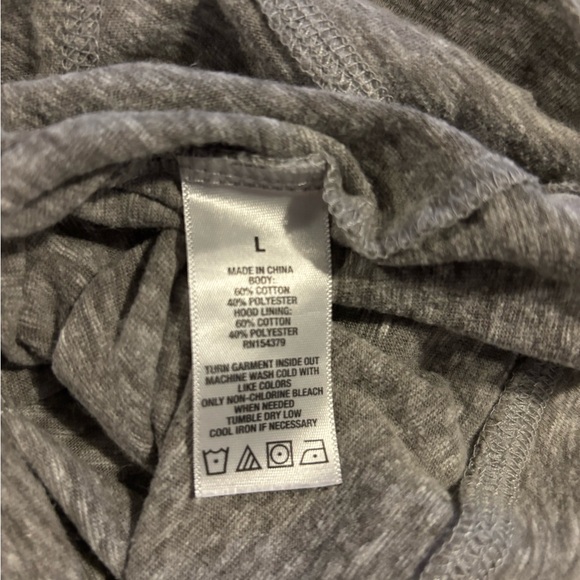 L
MADE IN CHINA
BODY:
60% COTTON
40% POLYESTER
HOOD LINING:
60% COTTON
40% POLYESTER
RN154379
TURN GARMENT INSIDE OUT
MACHINE WASH COLD WITH
LIKE COLORS
ONLY NON-CHLORINE BLEACH
WHEN NEEDED
TUMBLE DRY LOW
COOL IRON IF NECESSARY